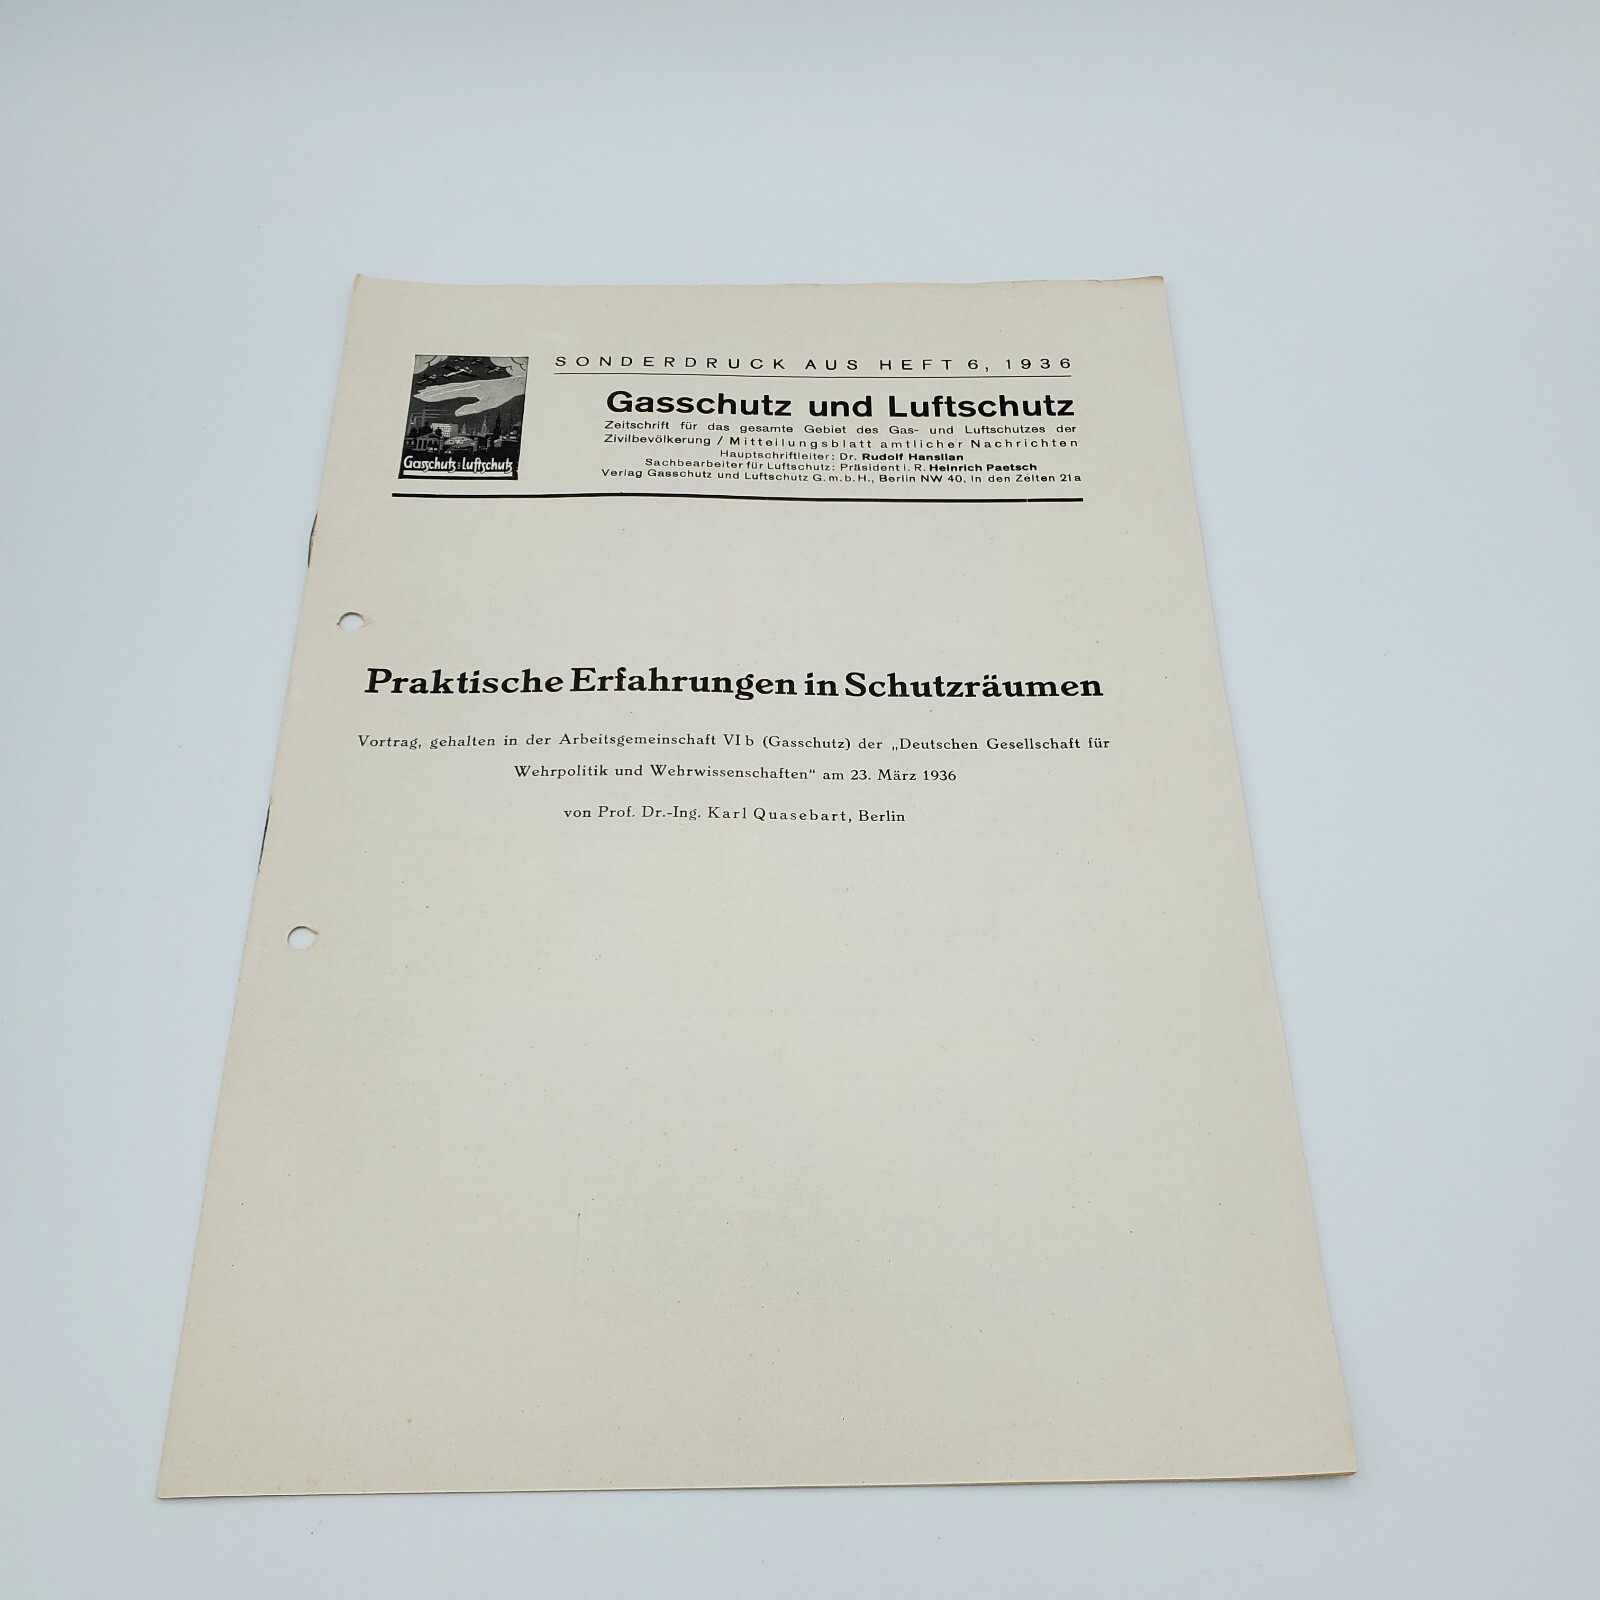 SONDERDRUCK AUS HEFT 6, 1936
Gasschutz und Luftschutz
Zeitschrift für das gesamte Gebiet des Gas- und Luftschutzes der
Zivilbevölkerung / Mitteilungsblatt amtlicher Nachrichten
Hauptschriftleiter: Dr. Rudolf Hanslian
Sachbearbeiter für Luftschutz: Präsident i. R. Heinrich Paetsch
Verlag Gasschutz und Luftschutz G. m. b. H., Berlin NW 40, In den Zelten 21a
Gasschutz-Luftschutz
Praktische Erfahrungen in Schutzräumen
Vortrag, gehalten in der Arbeitsgemeinschaft VI b (Gasschutz) der „Deutschen Gesellschaft für
Wehrpolitik und Wehrwissenschaften“ am 23. März 1936
von Prof. Dr.-Ing. Karl Quasebart, Berlin